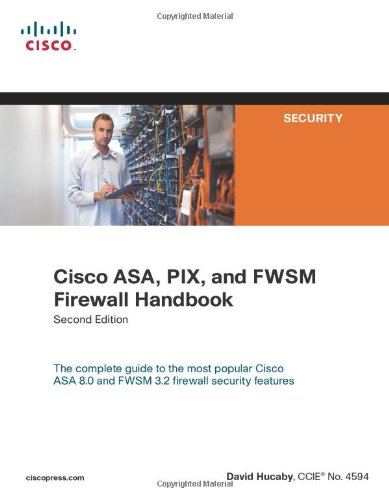 Copyrighted Material
CISCO.
SECURITY
Cisco ASA, PIX, and FWSM
Firewall Handbook
Second Edition
The complete guide to the most popular Cisco
ASA 8.0 and FWSM 3.2 firewall security features
ciscopress.com
David Hucaby, CCIE® No. 4594
Copyrighted Material